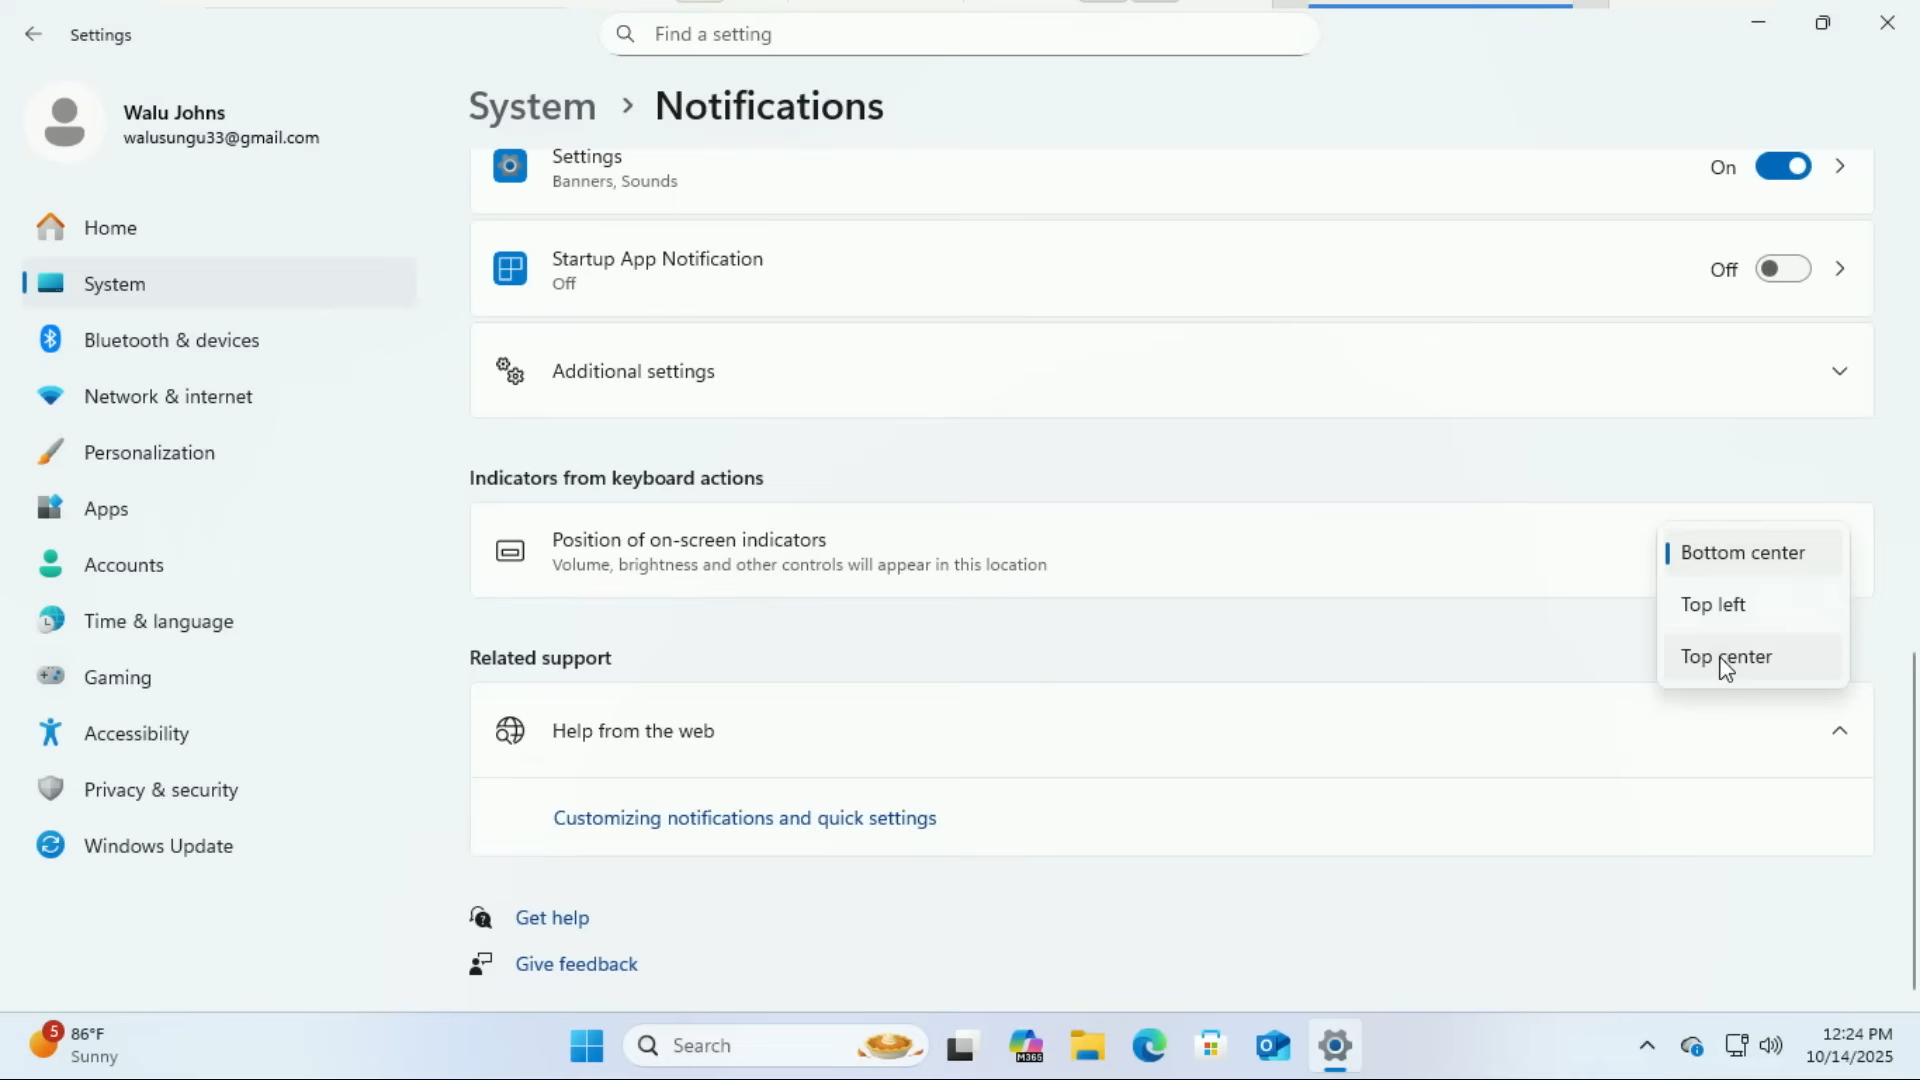 Settings
Find a setting
Walu Johns
walusungu33@gmail.com
System > Notifications
Home
System
Bluetooth & devices
Network & internet
Personalization
Apps
Accounts
Time & language
Gaming
Accessibility
Privacy & security
Windows Update
Settings
Banners, Sounds
On
Startup App Notification
Off
Off
Additional settings
Indicators from keyboard actions
Position of on-screen indicators
Volume, brightness and other controls will appear in this location
Bottom center
Top left
Top center
Related support
Help from the web
Customizing notifications and quick settings
Get help
Give feedback
5
86°F
Sunny
Search
M365
12:24 PM
10/14/2025